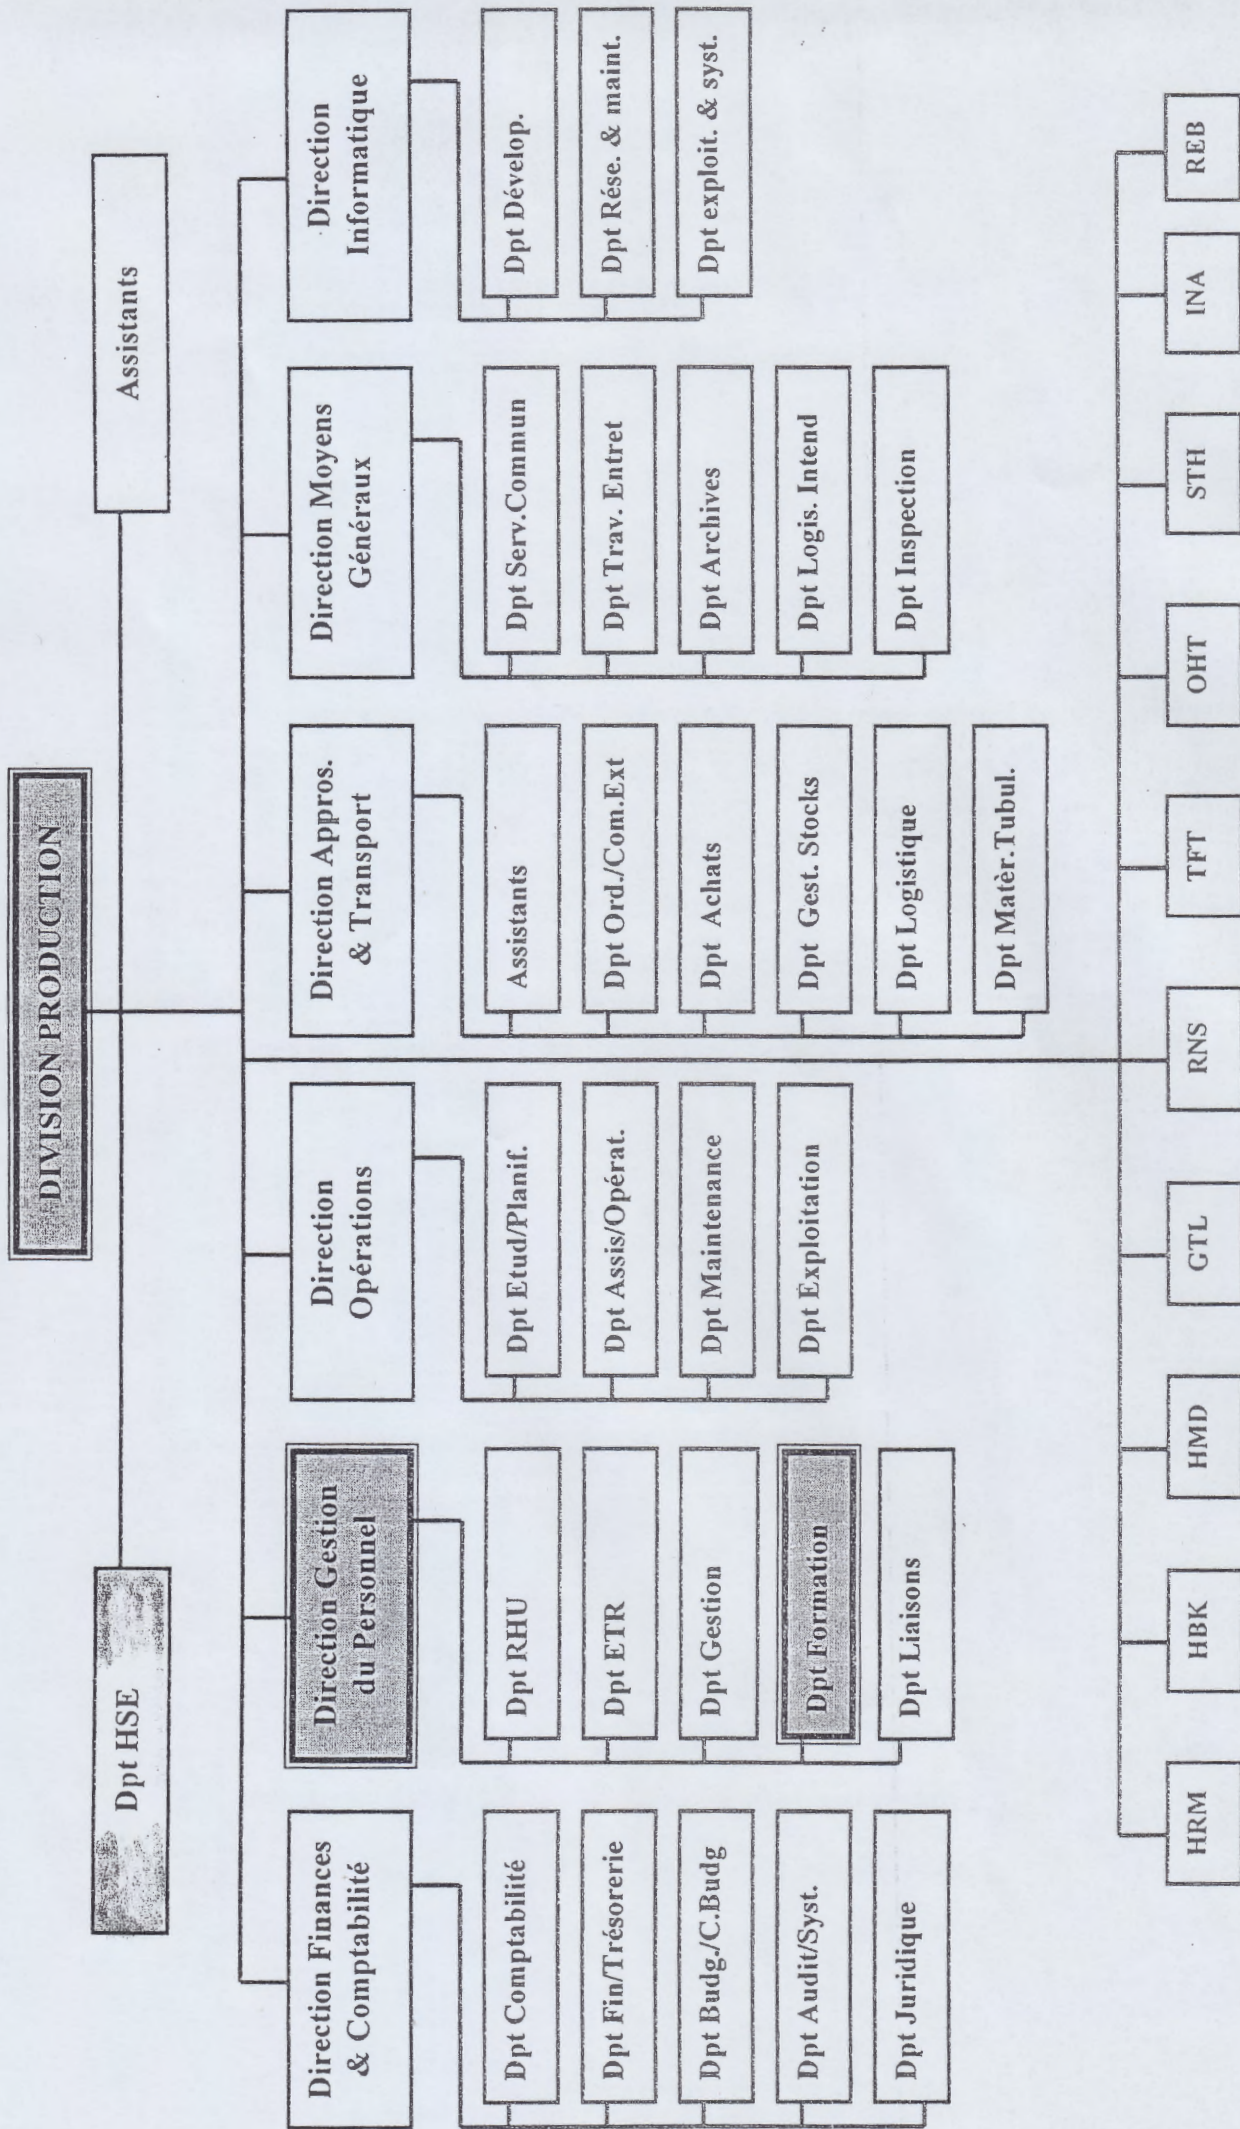 DIVISION PRODUCTION
Dpt HSE
Assistants
Direction Finances
& Comptabilité
Dpt Comptabilité
Dpt Fin/Trésorerie
Dpt Budg./C.Budg
Dpt Audit/Syst.
Dpt Juridique
Direction Gestion
du Personnel
Dpt RHU
Dpt ETR
Dpt Gestion
Dpt Formation
Dpt Liaisons
Direction
Opérations
Dpt Etud/Planif.
Dpt Assis/Opérat.
Dpt Maintenance
Dpt Exploitation
Direction Appros.
& Transport
Assistants
Dpt Ord./Com.Ext
Dpt Achats
Dpt Gest. Stocks
Dpt Logistique
Dpt Matèr.Tubul.
Direction Moyens
Généraux
Dpt Serv.Commun
Dpt Trav. Entret
Dpt Archives
Dpt Logis. Intend
Dpt Inspection
Direction
Informatique
Dpt Dévelop.
Dpt Rése. & maint.
Dpt exploit. & syst.
HRM
HBK
HMD
GTL
RNS
TFT
OHT
STH
INA
REB